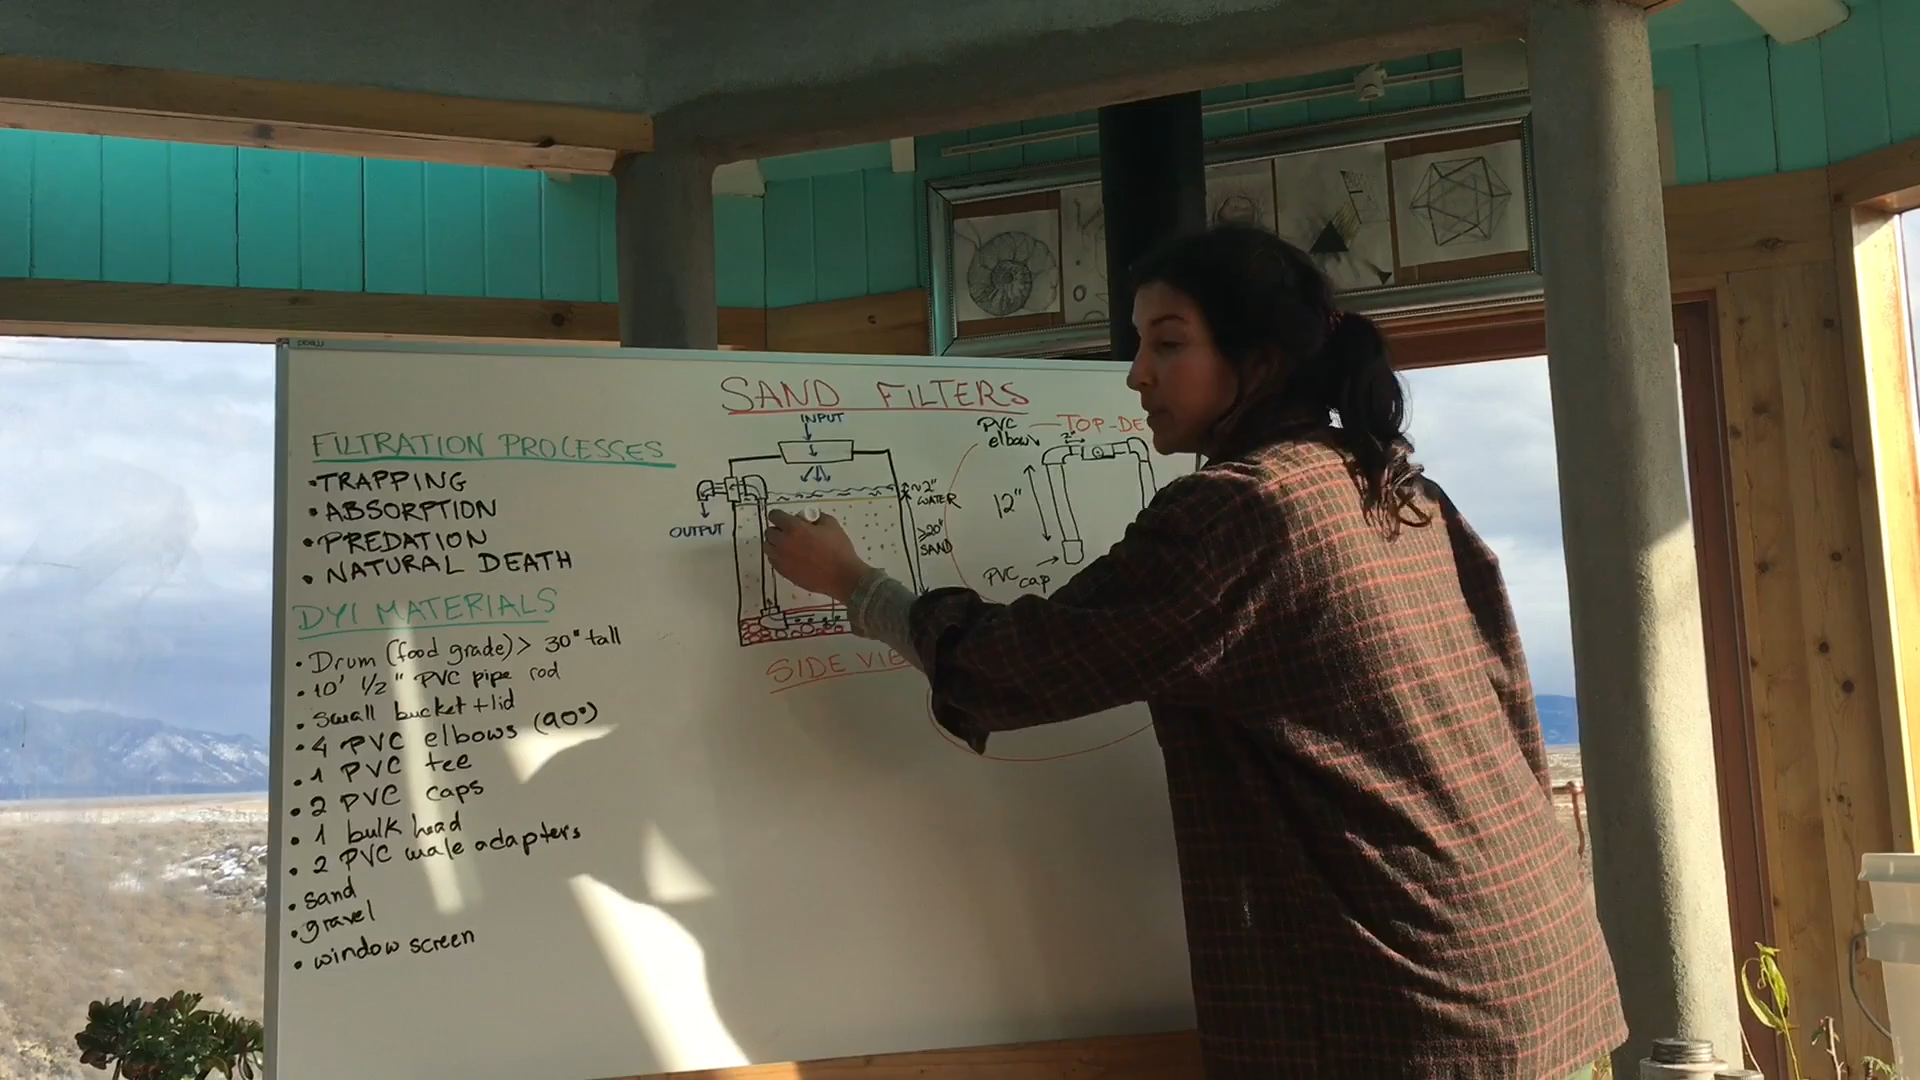 SAND FILTERS
FILTRATION PROCESSES
• TRAPPING
• ABSORPTION
• PREDATION
• NATURAL DEATH
DYI MATERIALS
• Drum (food grade) > 30" tall
• 10' 1/2" PVC pipe rod
• small bucket + lid
• 4 PVC elbows (90°)
• 1 PVC tee
• 2 PVC caps
• 1 bulk head
• 2 PVC male adapters
• sand
• gravel
• window screen
INPUT
OUTPUT
~2"
WATER
≥20"
SAND
SIDE VIE
PVC
elbow
TOP-DE
2"
12"
PVC
cap